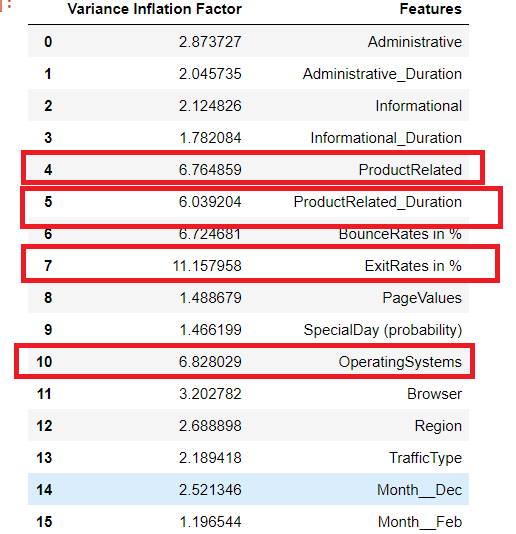 Variance Inflation Factor Features
0 2.873727 Administrative
1 2.045735 Administrative_Duration
2 2.124826 Informational
3 1.782084 Informational_Duration
4 6.764859 ProductRelated
5 6.039204 ProductRelated_Duration
6 6.724681 BounceRates in %
7 11.157958 ExitRates in %
8 1.488679 PageValues
9 1.466199 SpecialDay (probability)
10 6.828029 OperatingSystems
11 3.202782 Browser
12 2.688898 Region
13 2.189418 TrafficType
14 2.521346 Month__Dec
15 1.196544 Month__Feb